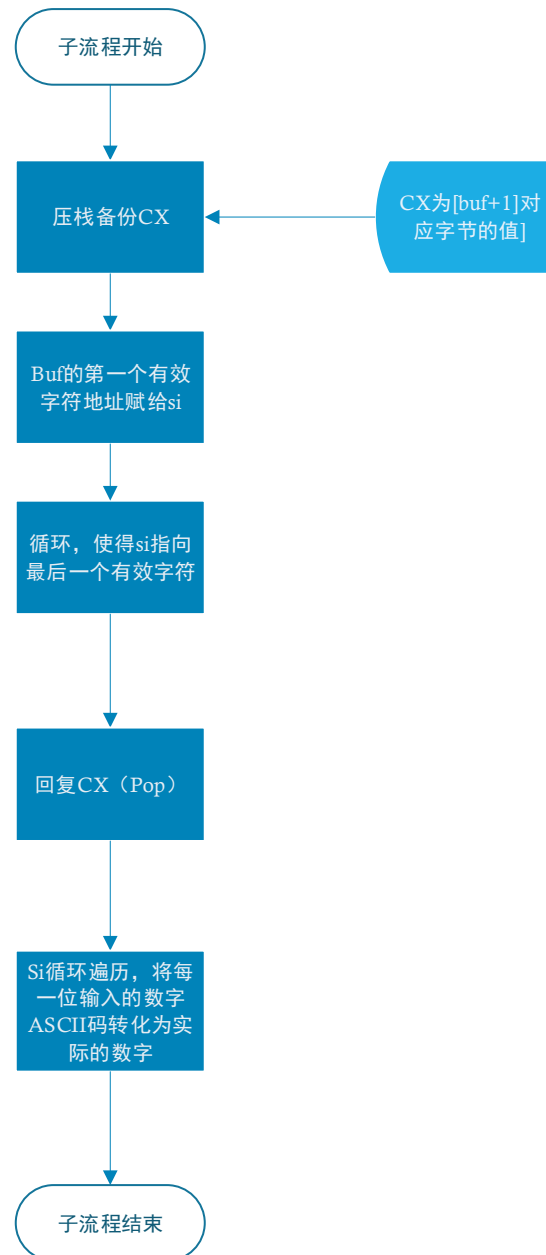 子流程开始
压栈备份CX
CX为[buf+1]对
应字节的值]
Buf的第一个有效
字符地址赋给si
循环，使得si指向
最后一个有效字符
回复CX（Pop）
Si循环遍历，将每
一位输入的数字
ASCII码转化为实
际的数字
子流程结束